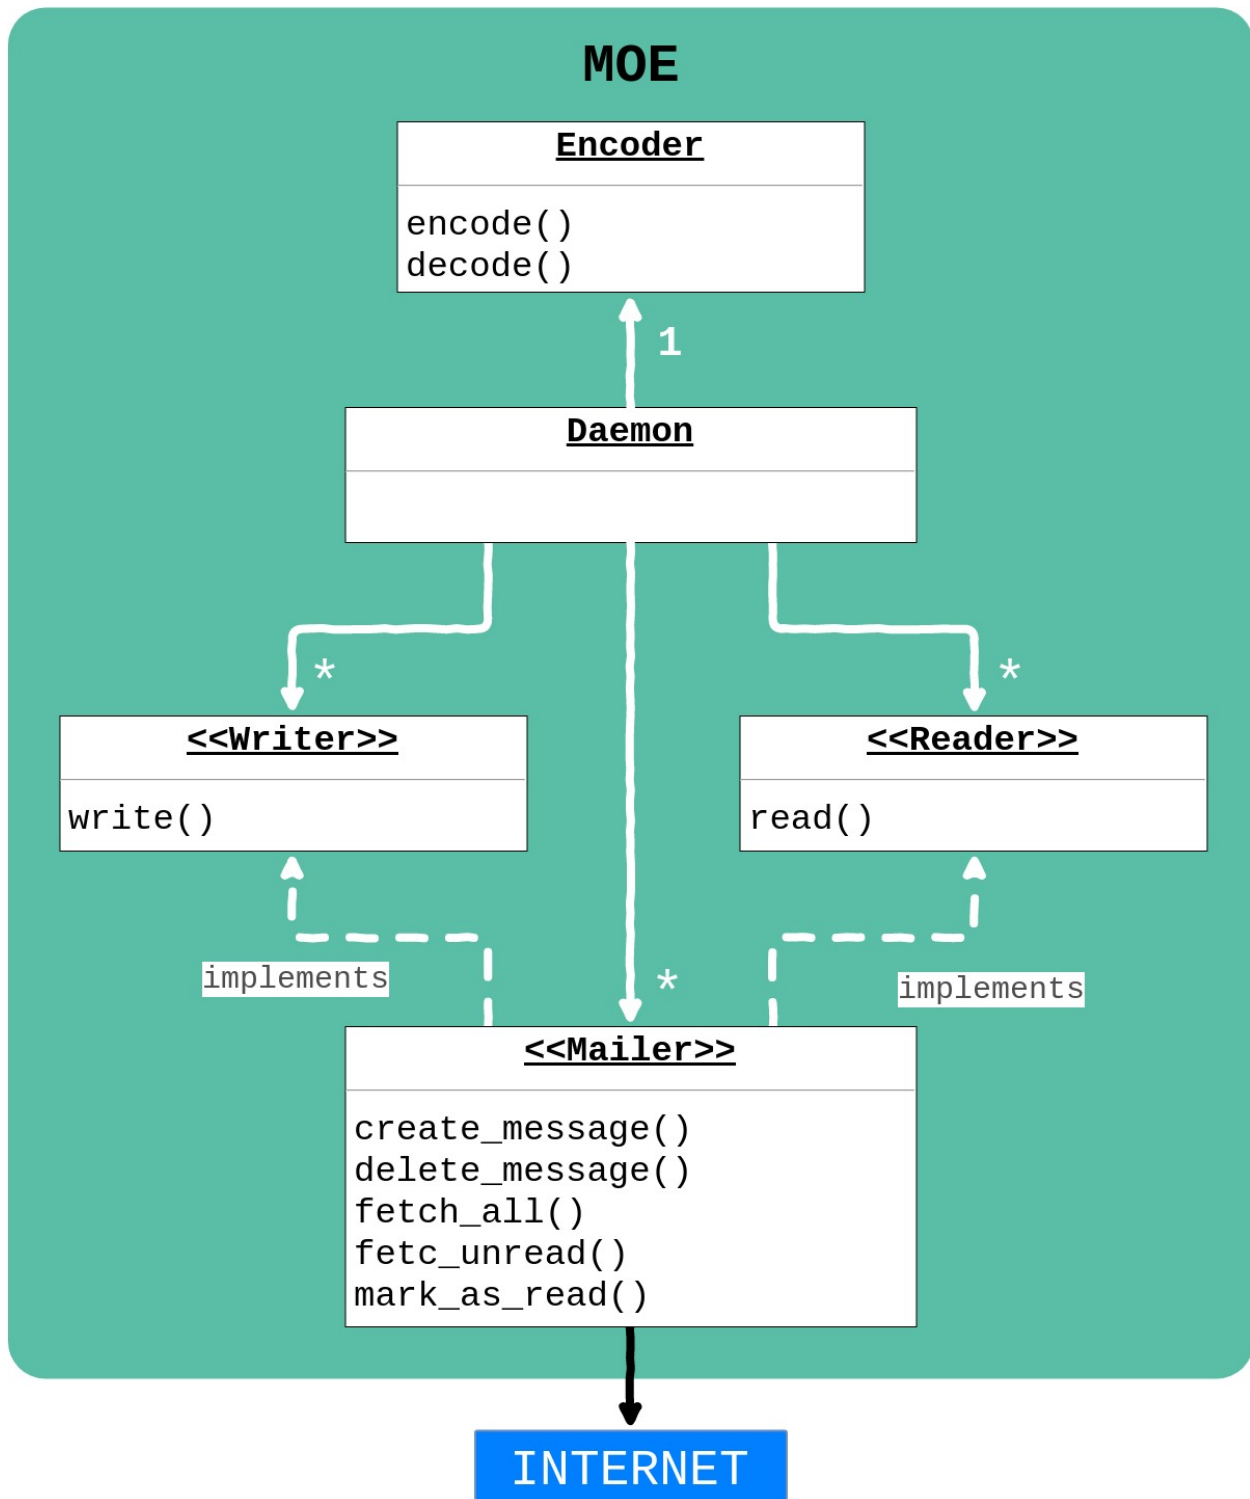 MOE
Encoder
encode()
decode()
1
Daemon
*
*
<<Writer>>
write()
<<Reader>>
read()
implements
implements
*
<<Mailer>>
create_message()
delete_message()
fetch_all()
fetc_unread()
mark_as_read()
INTERNET